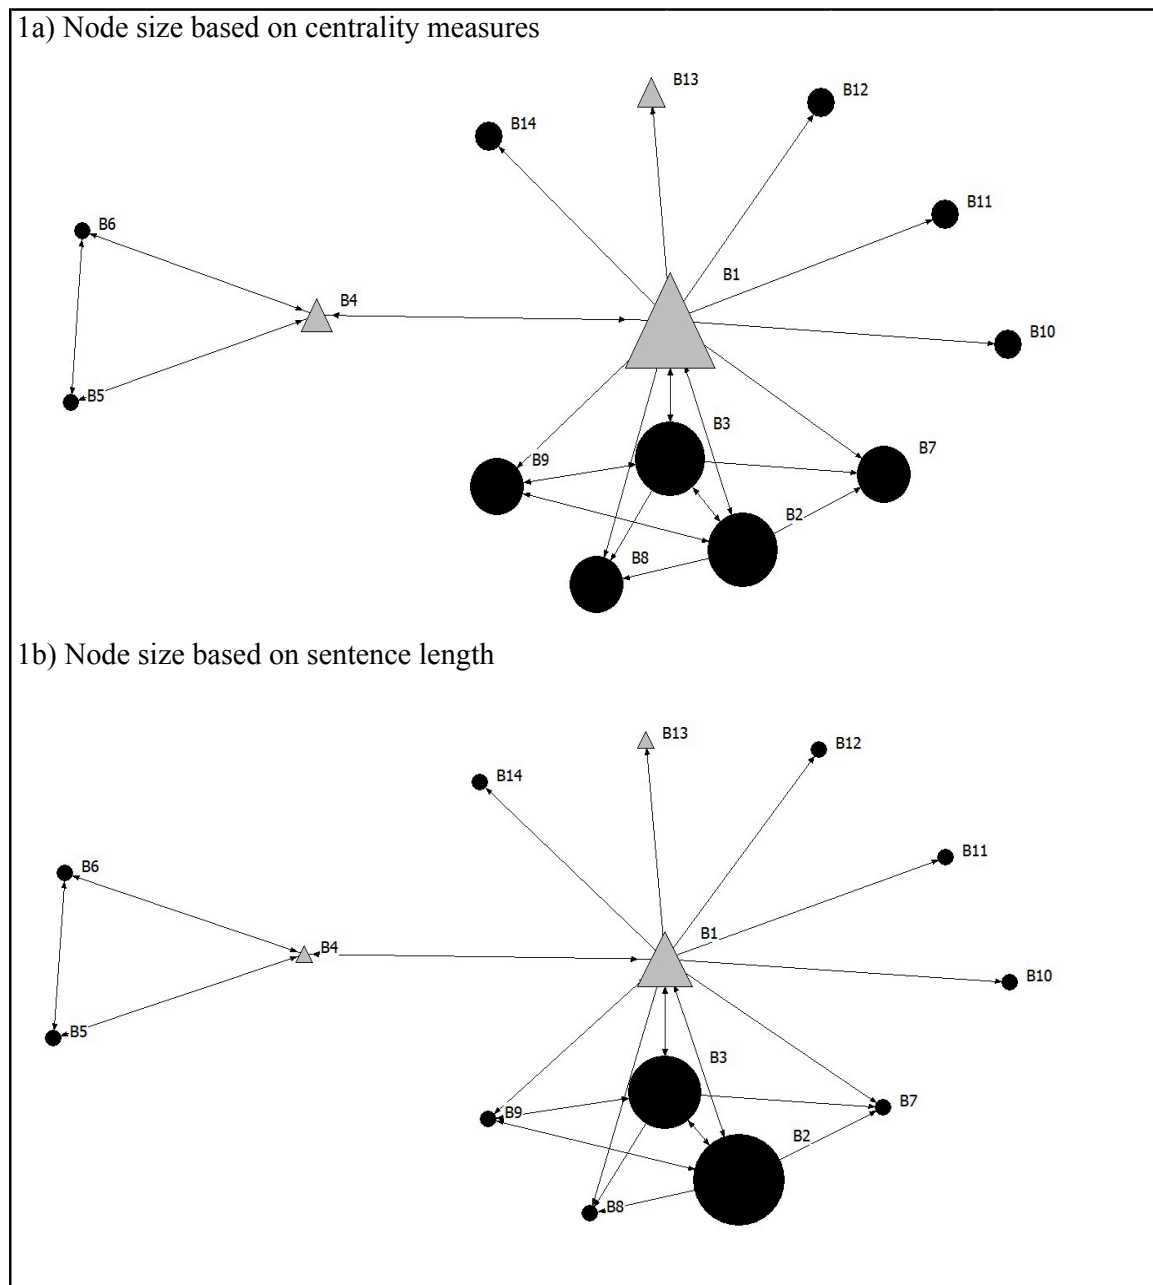 1a) Node size based on centrality measures
B13
B12
B14
B11
B6
B1
B4
B10
B5
B3
B7
B9
B2
B8
1b) Node size based on sentence length
B13
B12
B14
B11
B6
B1
B4
B10
B5
B3
B7
B9
B2
B8